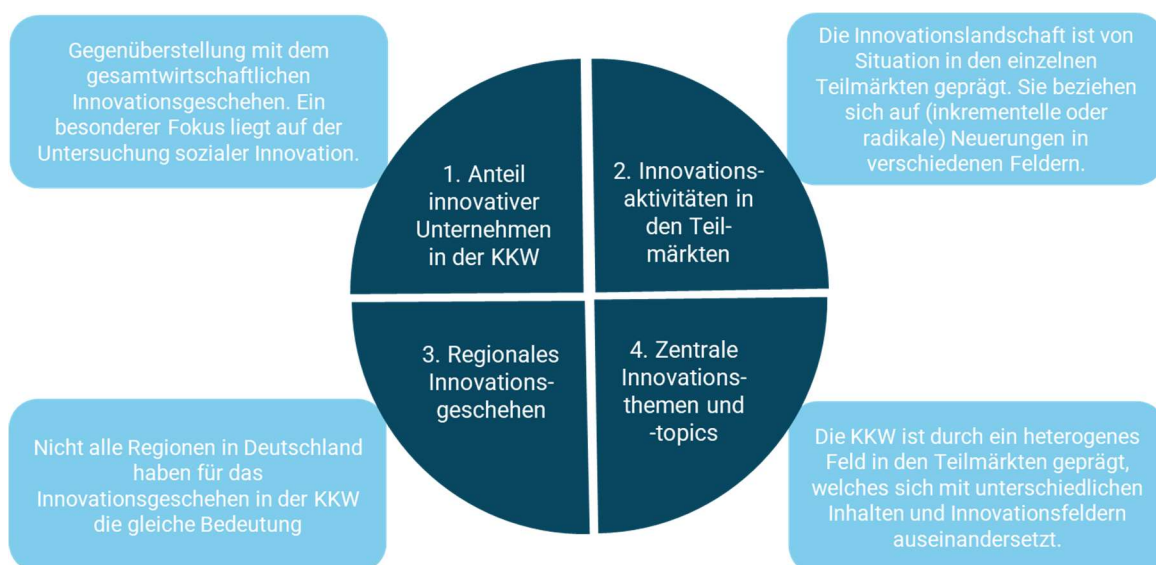 Gegenüberstellung mit dem
gesamtwirtschaftlichen
Innovationsgeschehen. Ein
besonderer Fokus liegt auf der
Untersuchung sozialer Innovation.
Die Innovationslandschaft ist von
Situation in den einzelnen
Teilmärkten geprägt. Sie beziehen
sich auf (inkrementelle oder
radikale) Neuerungen in
verschiedenen Feldern.
1. Anteil
innovativer
Unternehmen
in der KKW
2. Innovations-
aktivitäten in
den Teil-
märkten
3. Regionales
Innovations-
geschehen
4. Zentrale
Innovations-
themen und
-topics
Nicht alle Regionen in Deutschland
haben für das
Innovationsgeschehen in der KKW
die gleiche Bedeutung
Die KKW ist durch ein heterogenes
Feld in den Teilmärkten geprägt,
welches sich mit unterschiedlichen
Inhalten und Innovationsfeldern
auseinandersetzt.